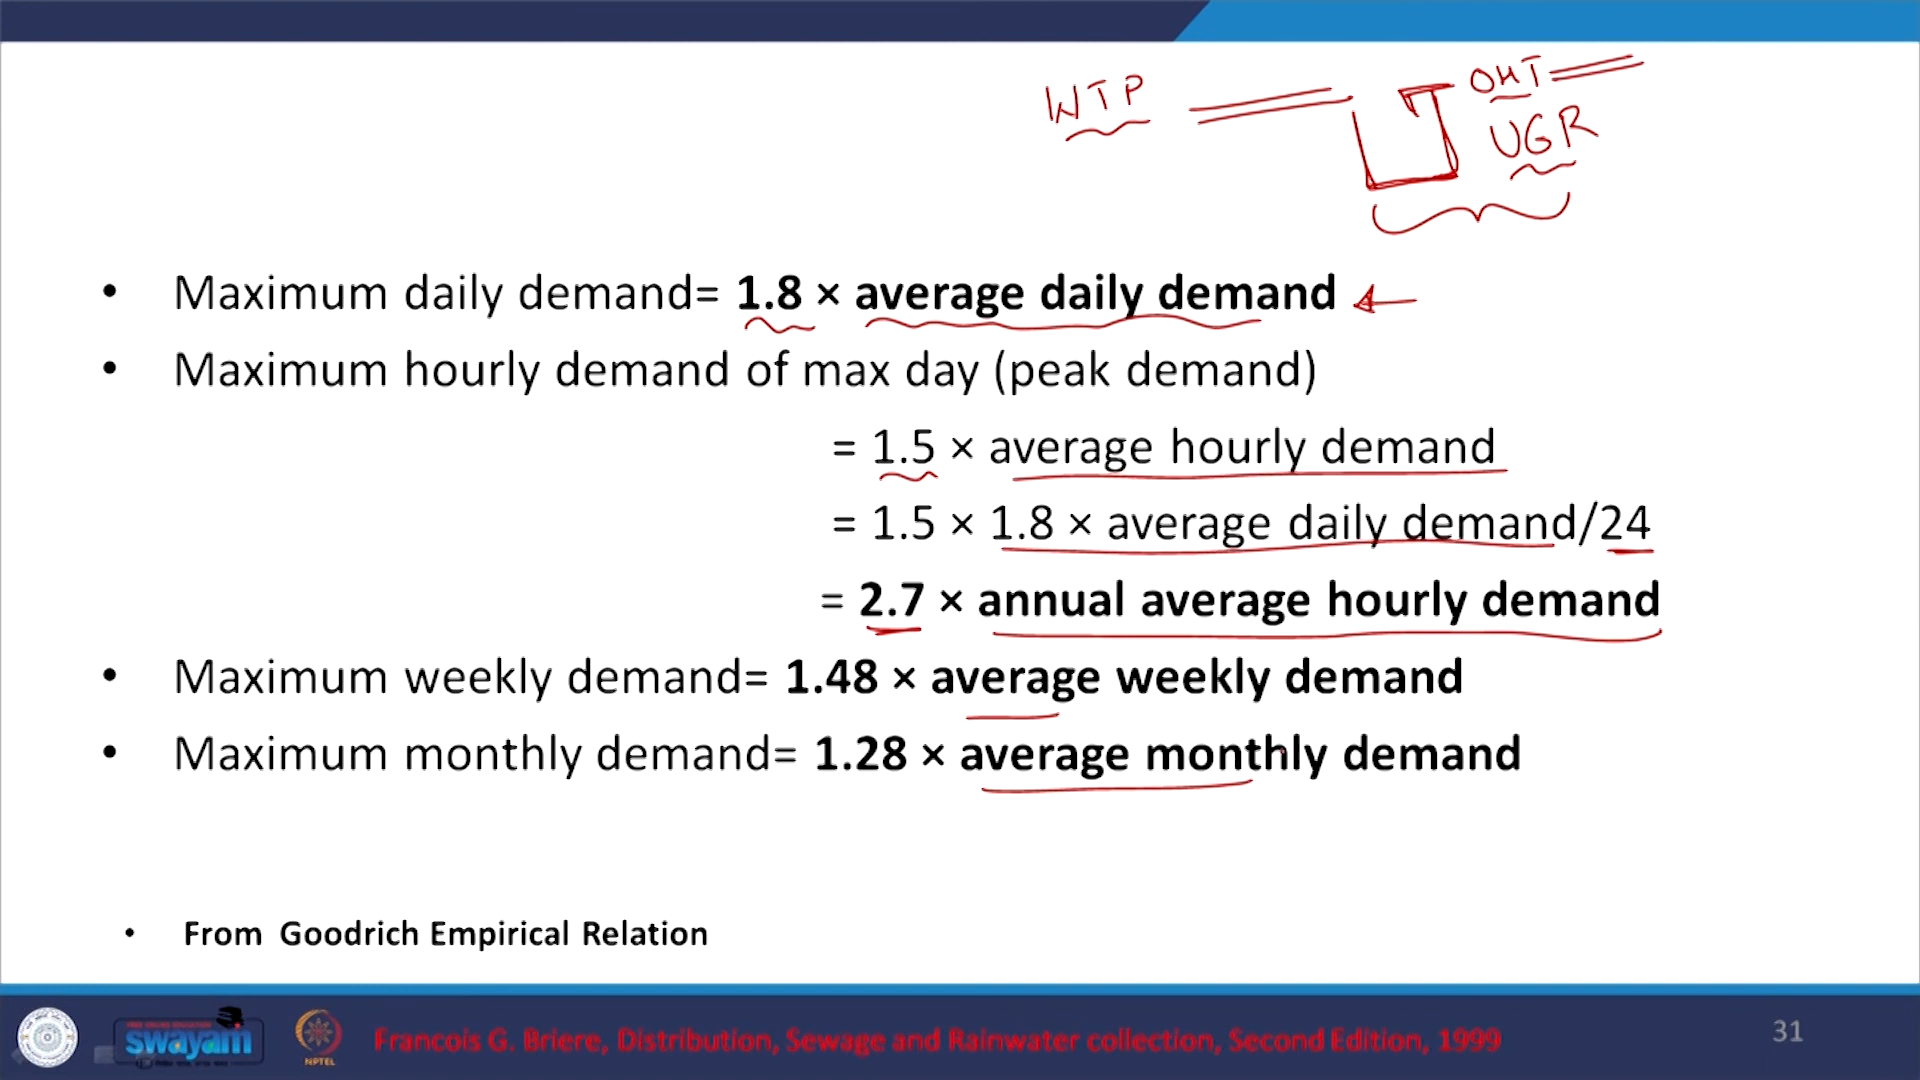 WTP
OHT
UGR
• Maximum daily demand= 1.8 × average daily demand
• Maximum hourly demand of max day (peak demand)
= 1.5 × average hourly demand
= 1.5 × 1.8 × average daily demand/24
= 2.7 × annual average hourly demand
• Maximum weekly demand= 1.48 × average weekly demand
• Maximum monthly demand= 1.28 × average monthly demand
• From Goodrich Empirical Relation
swayam
NPTEL
Francois G. Briere, Distribution, Sewage and Rainwater collection, Second Edition, 1999
31